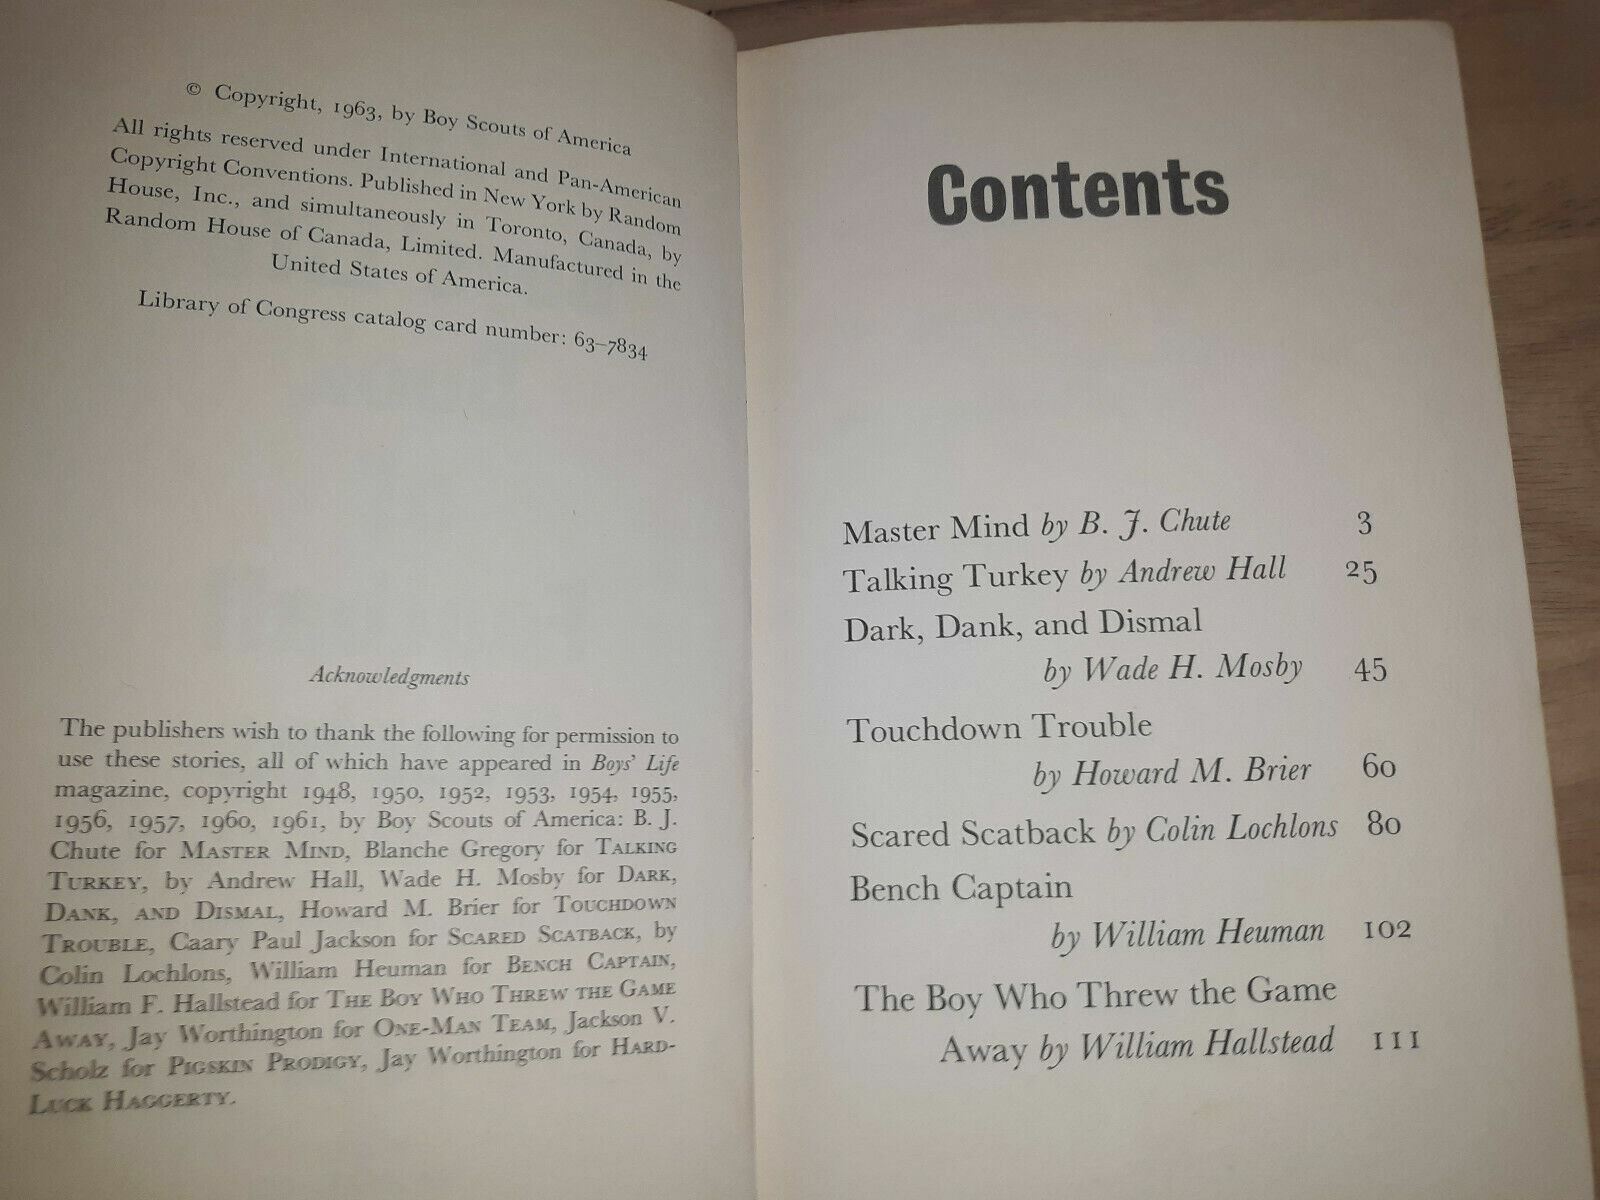 © Copyright, 1963, by Boy Scouts of America
All rights reserved under International and Pan-American
Copyright Conventions. Published in New York by Random
House, Inc., and simultaneously in Toronto, Canada, by
Random House of Canada, Limited. Manufactured in the
United States of America.
Library of Congress catalog card number: 63–7834
Acknowledgments
The publishers wish to thank the following for permission to
use these stories, all of which have appeared in Boys' Life
magazine, copyright 1948, 1950, 1952, 1953, 1954, 1955,
1956, 1957, 1960, 1961, by Boy Scouts of America: B. J.
Chute for MASTER MIND, Blanche Gregory for TALKING
TURKEY, by Andrew Hall, Wade H. Mosby for DARK,
DANK, AND DISMAL, Howard M. Brier for TOUCHDOWN
TROUBLE, Caary Paul Jackson for SCARED SCATBACK, by
Colin Lochlons, William Heuman for BENCH CAPTAIN,
William F. Hallstead for THE BOY WHO THREW THE GAME
AWAY, Jay Worthington for ONE-MAN TEAM, Jackson V.
Scholz for PIGSKIN PRODIGY, Jay Worthington for HARD-
LUCK HAGGERTY.
Contents
Master Mind by B. J. Chute 3
Talking Turkey by Andrew Hall 25
Dark, Dank, and Dismal
by Wade H. Mosby 45
Touchdown Trouble
by Howard M. Brier 60
Scared Scatback by Colin Lochlons 80
Bench Captain
by William Heuman 102
The Boy Who Threw the Game
Away by William Hallstead 111